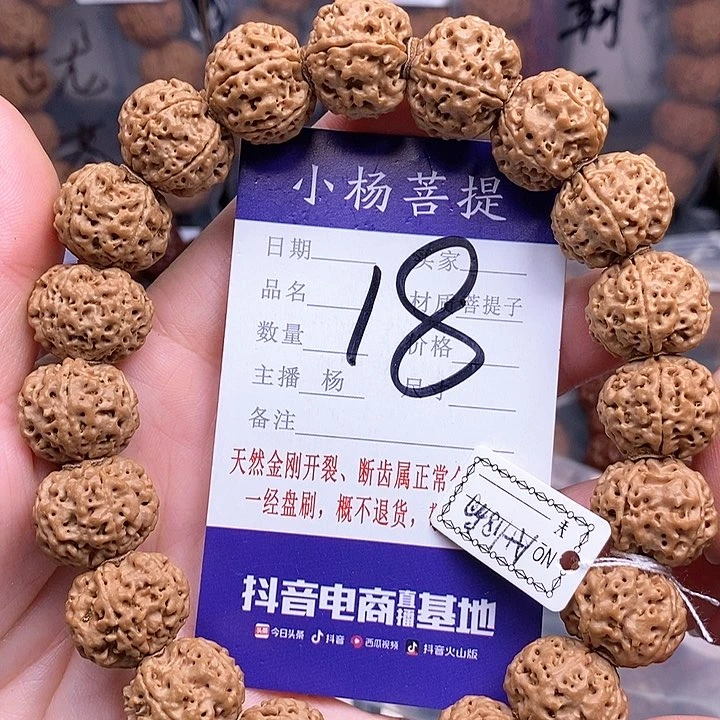 小杨菩提
日期 卖家
品名 材质 菩提子
数量 价格
主播 杨 尺寸
备注
18
天然金刚开裂、断齿属正常
一经盘刷，概不退货，
抖音电商直播基地
今日头条 抖音 西瓜视频 抖音火山版
NO